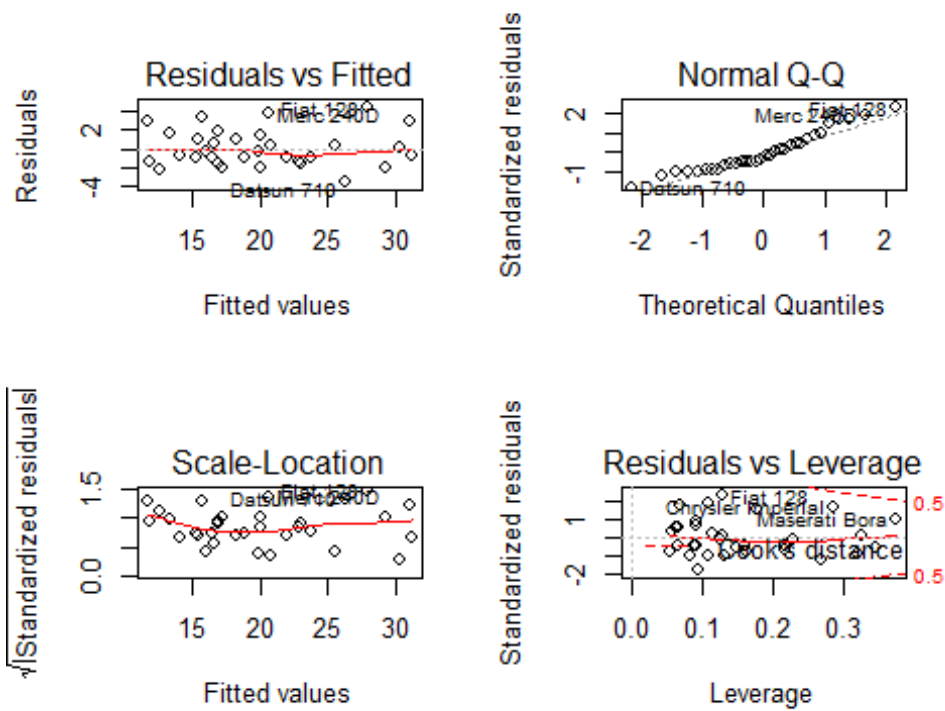 Residuals vs Fitted
Residuals
2
-4
Fiat 128
Merc 240D
Datsun 710
15 20 25 30
Fitted values
Normal Q-Q
Standardized residuals
2
-1
Fiat 128
Merc 240D
Datsun 710
-2 -1 0 1 2
Theoretical Quantiles
Scale-Location
√|Standardized residuals|
1.5
0.0
Fiat 128
Datsun 710
Merc 240D
15 20 25 30
Fitted values
Residuals vs Leverage
Standardized residuals
1
-2
Fiat 128
Chrysler Imperial
Maserati Bora
Cook's distance
0.5
0.5
0.0 0.1 0.2 0.3
Leverage